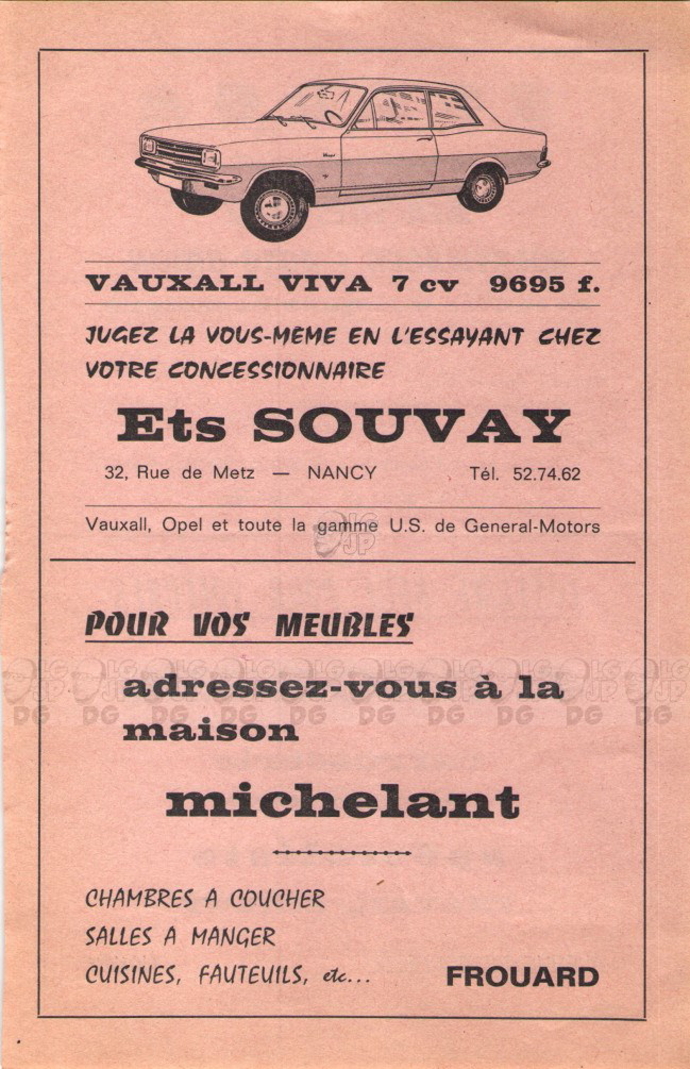 VAUXALL VIVA 7 cv 9695 f.
JUGEZ LA VOUS-MEME EN L'ESSAYANT CHEZ
VOTRE CONCESSIONNAIRE
Ets SOUVAY
32, Rue de Metz — NANCY Tél. 52.74.62
Vauxall, Opel et toute la gamme U.S. de General-Motors
POUR VOS MEUBLES
adressez-vous à la
maison
michelant
CHAMBRES A COUCHER
SALLES A MANGER
CUISINES, FAUTEUILS, etc... FROUARD